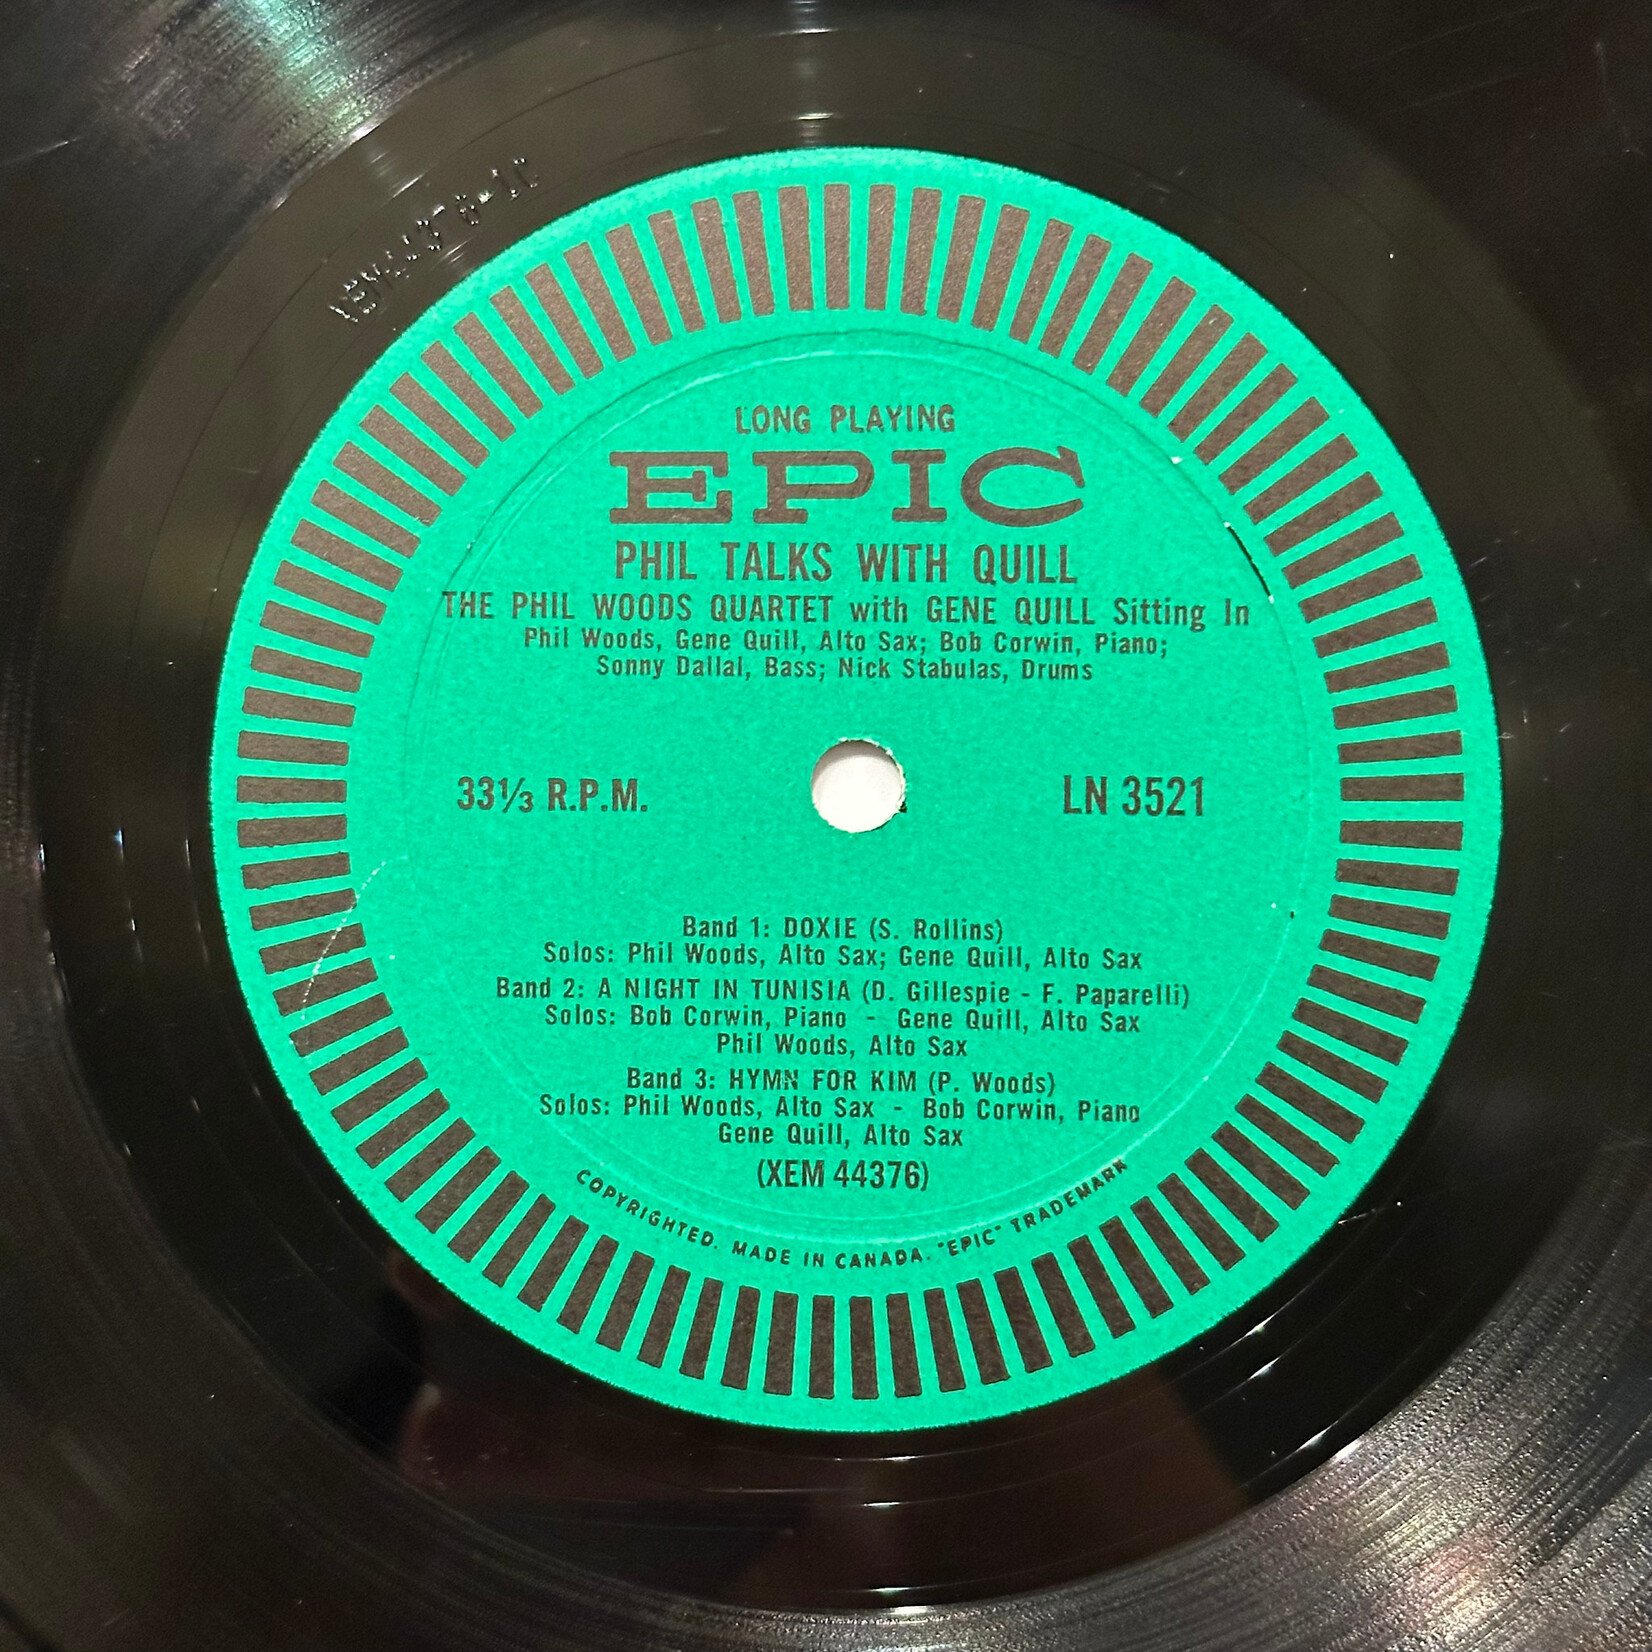 LONG PLAYING
EPIC
PHIL TALKS WITH QUILL
THE PHIL WOODS QUARTET with GENE QUILL Sitting In
Phil Woods, Gene Quill, Alto Sax; Bob Corwin, Piano;
Sonny Dallal, Bass; Nick Stabulas, Drums
33⅓ R.P.M.
LN 3521
Band 1: DOXIE (S. Rollins)
Solos: Phil Woods, Alto Sax; Gene Quill, Alto Sax
Band 2: A NIGHT IN TUNISIA (D. Gillespie - F. Paparelli)
Solos: Bob Corwin, Piano - Gene Quill, Alto Sax
Phil Woods, Alto Sax
Band 3: HYMN FOR KIM (P. Woods)
Solos: Phil Woods, Alto Sax - Bob Corwin, Piano
Gene Quill, Alto Sax
(XEM 44376)
COPYRIGHTED. MADE IN CANADA. "EPIC" TRADEMARK